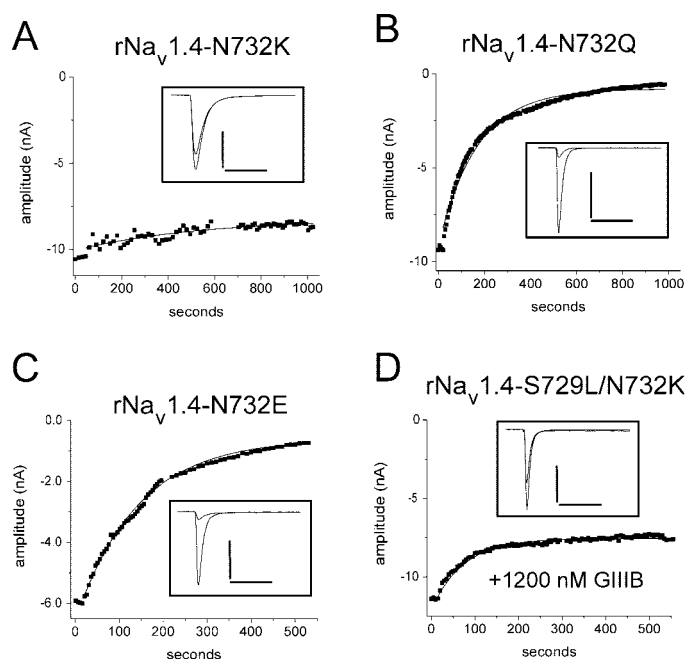 A
rNav1.4-N732K
0
-5
-10
amplitude (nA)
0 200 400 600 800 1000
seconds
B
rNav1.4-N732Q
0
-5
-10
amplitude (nA)
0 200 400 600 800 1000
seconds
C
rNav1.4-N732E
0.0
-2.0
-4.0
-6.0
amplitude (nA)
0 100 200 300 400 500
seconds
D
rNav1.4-S729L/N732K
0
-5
-10
amplitude (nA)
+1200 nM GIIIB
0 100 200 300 400 500
seconds